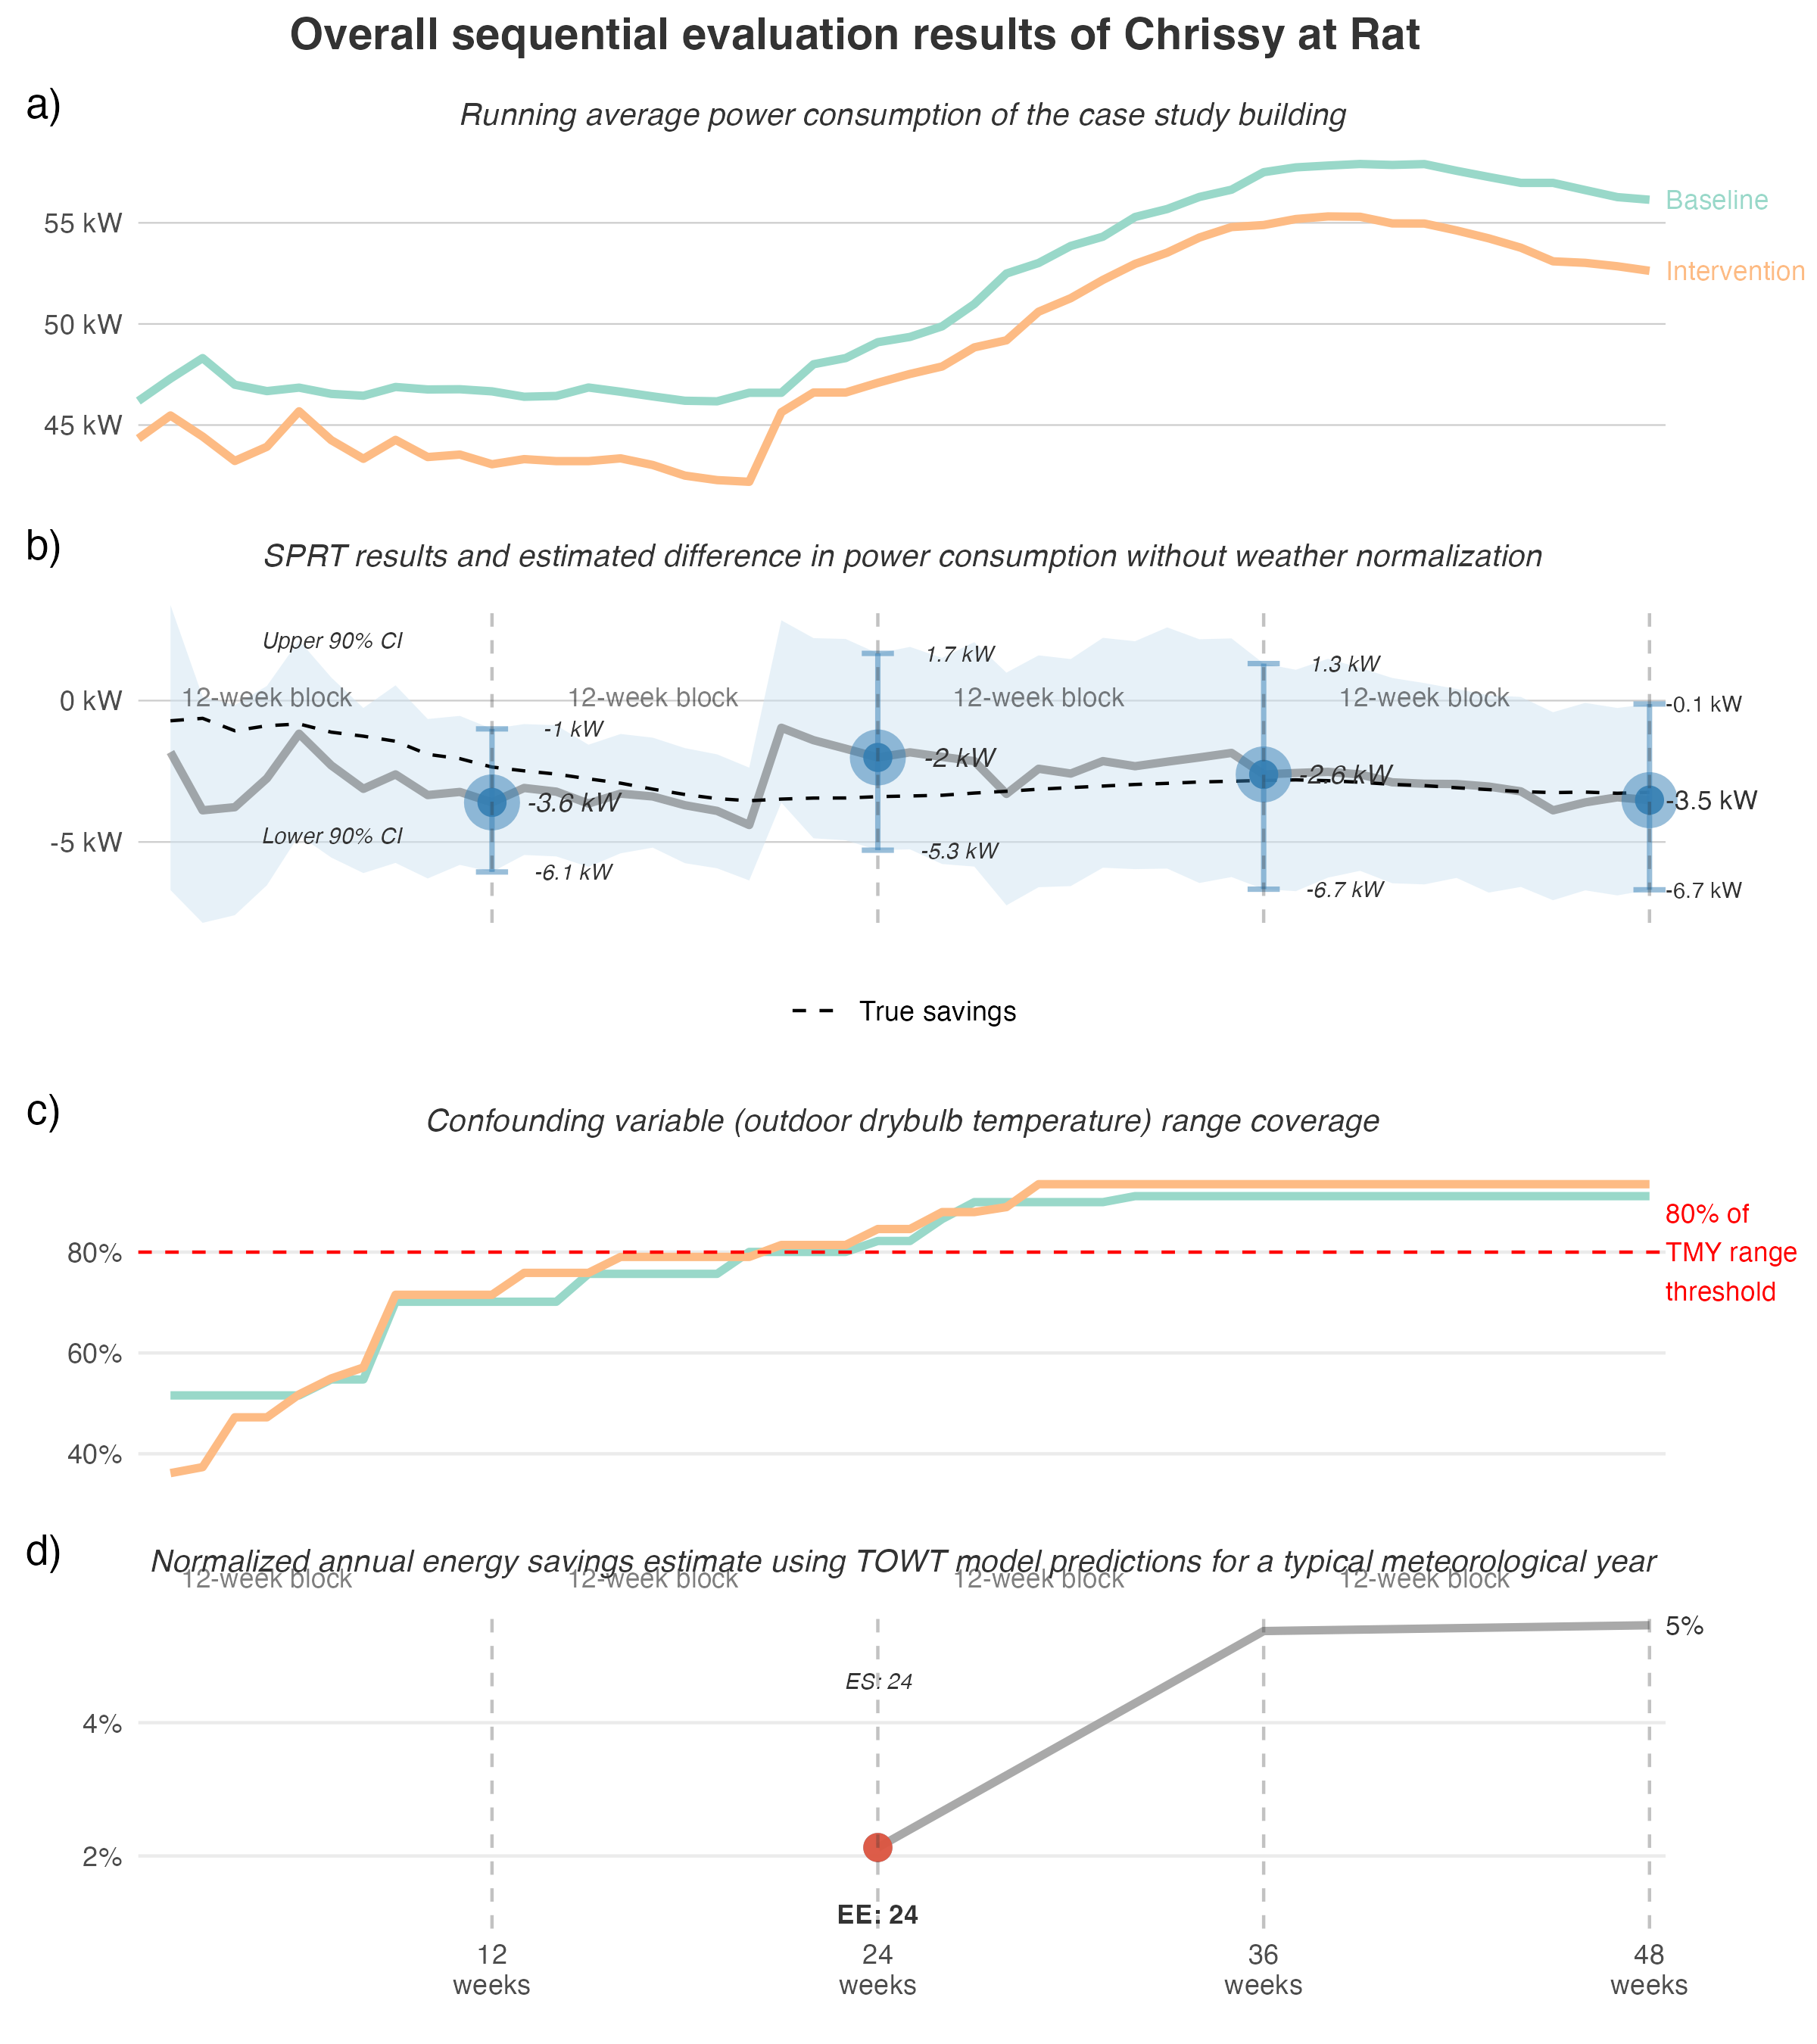 Overall sequential evaluation results of Chrissy at Rat
a)
Running average power consumption of the case study building
55 kW
50 kW
45 kW
Baseline
Intervention
b)
SPRT results and estimated difference in power consumption without weather normalization
Upper 90% CI
12-week block
12-week block
12-week block
12-week block
Lower 90% CI
0 kW
-5 kW
-1 kW
-3.6 kW
-6.1 kW
1.7 kW
-2 kW
-5.3 kW
1.3 kW
-2.6 kW
-6.7 kW
-0.1 kW
-3.5 kW
-6.7 kW
True savings
c)
Confounding variable (outdoor drybulb temperature) range coverage
80%
60%
40%
80% of
TMY range
threshold
d)
Normalized annual energy savings estimate using TOWT model predictions for a typical meteorological year
12-week block
12-week block
12-week block
12-week block
5%
ES: 24
4%
2%
EE: 24
12
weeks
24
weeks
36
weeks
48
weeks